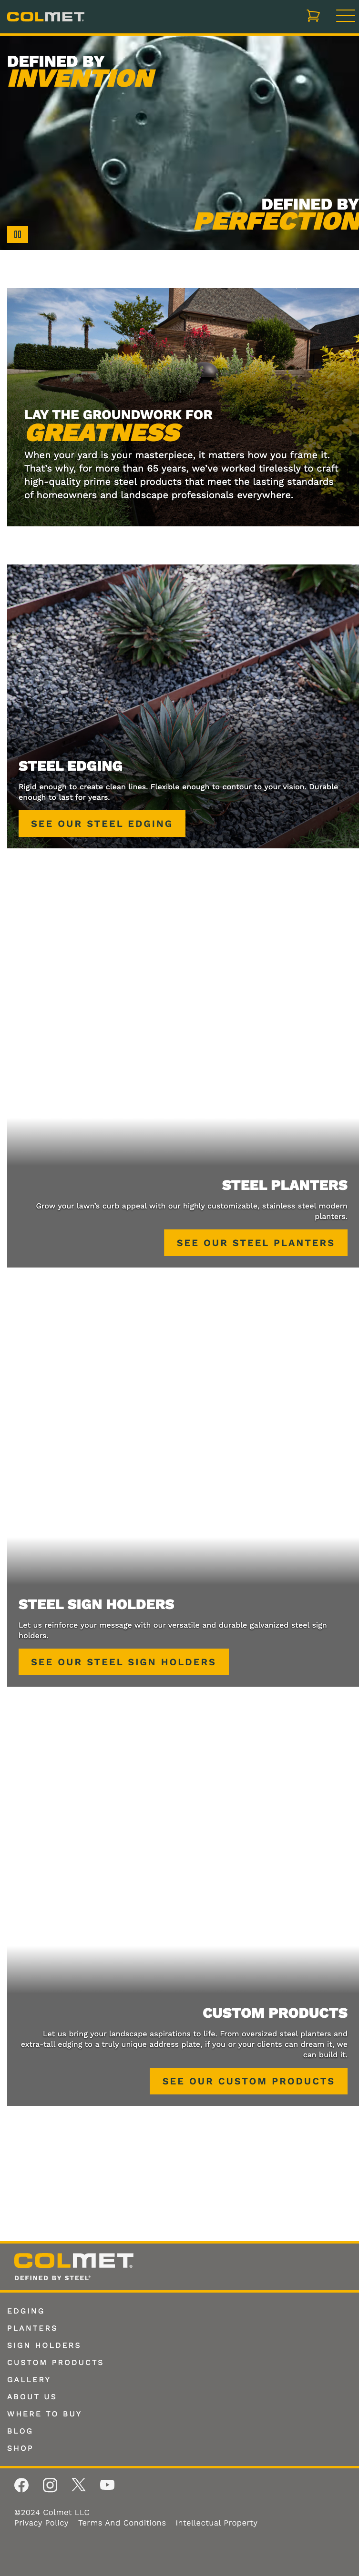 COLMET
DEFINED BY
INVENTION
DEFINED BY
PERFECTION
LAY THE GROUNDWORK FOR
GREATNESS
When your yard is your masterpiece, it matters how you frame it.
That's why, for more than 65 years, we've worked tirelessly to craft
high-quality prime steel products that meet the lasting standards
of homeowners and landscape professionals everywhere.
STEEL EDGING
Rigid enough to create clean lines. Flexible enough to contour to your vision. Durable
enough to last for years.
SEE OUR STEEL EDGING
STEEL PLANTERS
Grow your lawn's curb appeal with our highly customizable, stainless steel modern
planters.
SEE OUR STEEL PLANTERS
STEEL SIGN HOLDERS
Let us reinforce your message with our versatile and durable galvanized steel sign
holders.
SEE OUR STEEL SIGN HOLDERS
CUSTOM PRODUCTS
Let us bring your landscape aspirations to life. From oversized steel planters and
extra-tall edging to a truly unique address plate, if you or your clients can dream it, we
can build it.
SEE OUR CUSTOM PRODUCTS
COLMET
DEFINED BY STEEL
EDGING
PLANTERS
SIGN HOLDERS
CUSTOM PRODUCTS
GALLERY
ABOUT US
WHERE TO BUY
BLOG
SHOP
©2024 Colmet LLC
Privacy Policy Terms And Conditions Intellectual Property